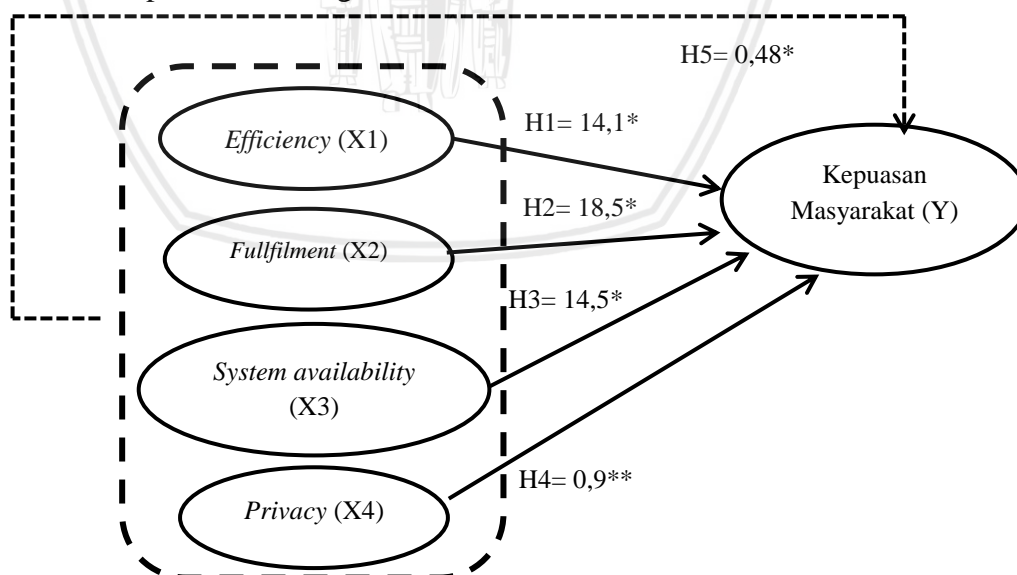 H5= 0,48*
H1= 14,1*
Efficiency (X1)
Kepuasan
Masyarakat (Y)
H2= 18,5*
Fullfilment (X2)
H3= 14,5*
System availability
(X3)
H4= 0,9**
Privacy (X4)